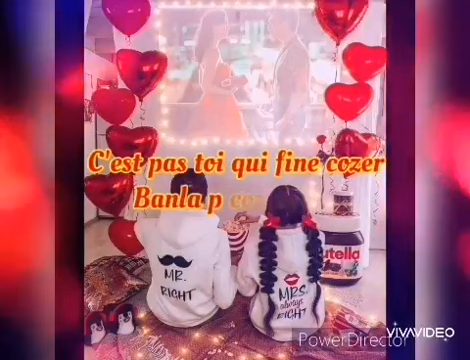 C'est pas toi qui fine cozer
Banla p
MR.
RIGHT
MRS.
always
RIGHT
nutella
PowerDirector
VIVAVIDEO